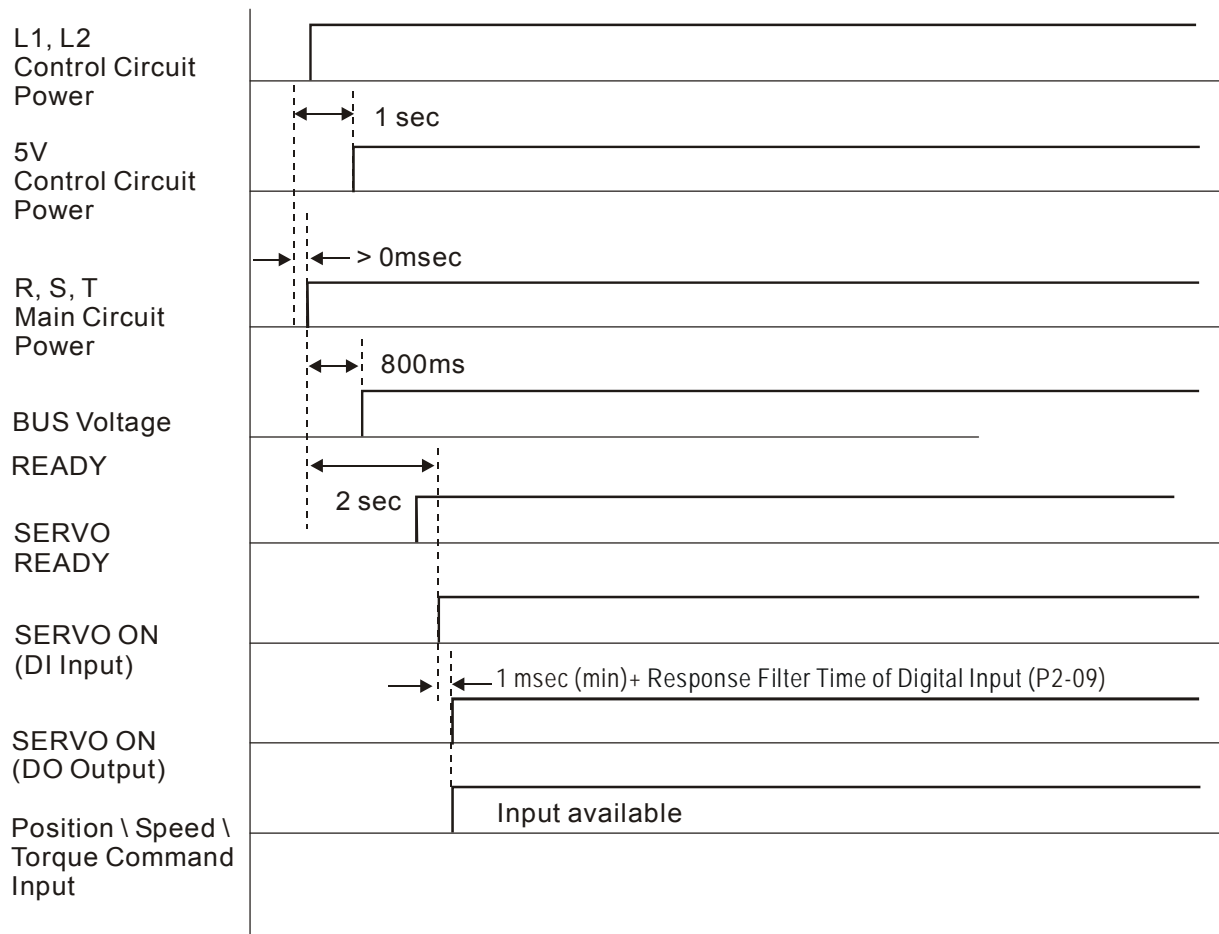 L1, L2
Control Circuit
Power
1 sec
5V
Control Circuit
Power
> 0msec
R, S, T
Main Circuit
Power
800ms
BUS Voltage
READY
2 sec
SERVO
READY
SERVO ON
(DI Input)
1 msec (min)+ Response Filter Time of Digital Input (P2-09)
SERVO ON
(DO Output)
Input available
Position \ Speed \
Torque Command
Input